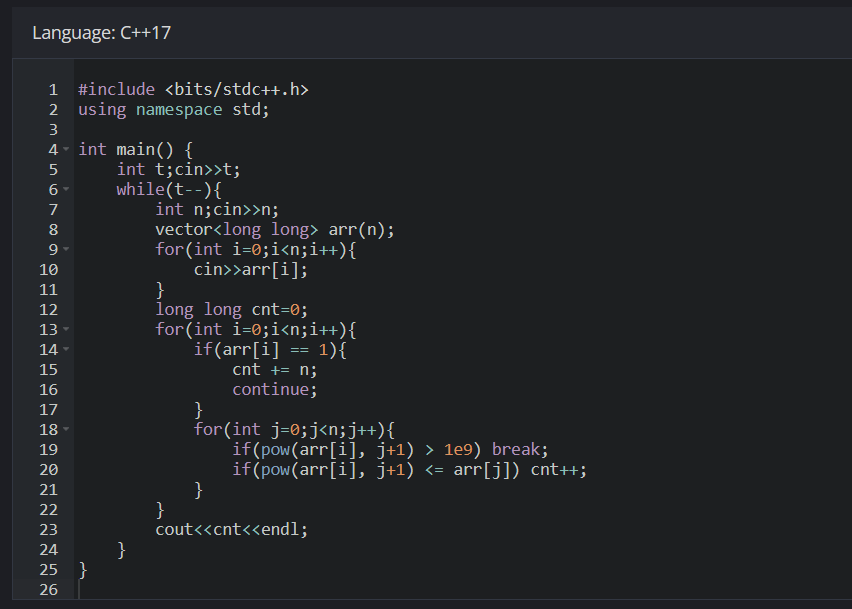 Language: C++17
1 #include <bits/stdc++.h>
2 using namespace std;
3
4 int main() {
5     int t;cin>>t;
6     while(t--){
7         int n;cin>>n;
8         vector<long long> arr(n);
9         for(int i=0;i<n;i++){
10             cin>>arr[i];
11         }
12         long long cnt=0;
13         for(int i=0;i<n;i++){
14             if(arr[i] == 1){
15                 cnt += n;
16                 continue;
17             }
18             for(int j=0;j<n;j++){
19                 if(pow(arr[i], j+1) > 1e9) break;
20                 if(pow(arr[i], j+1) <= arr[j]) cnt++;
21             }
22         }
23         cout<<cnt<<endl;
24     }
25 }
26